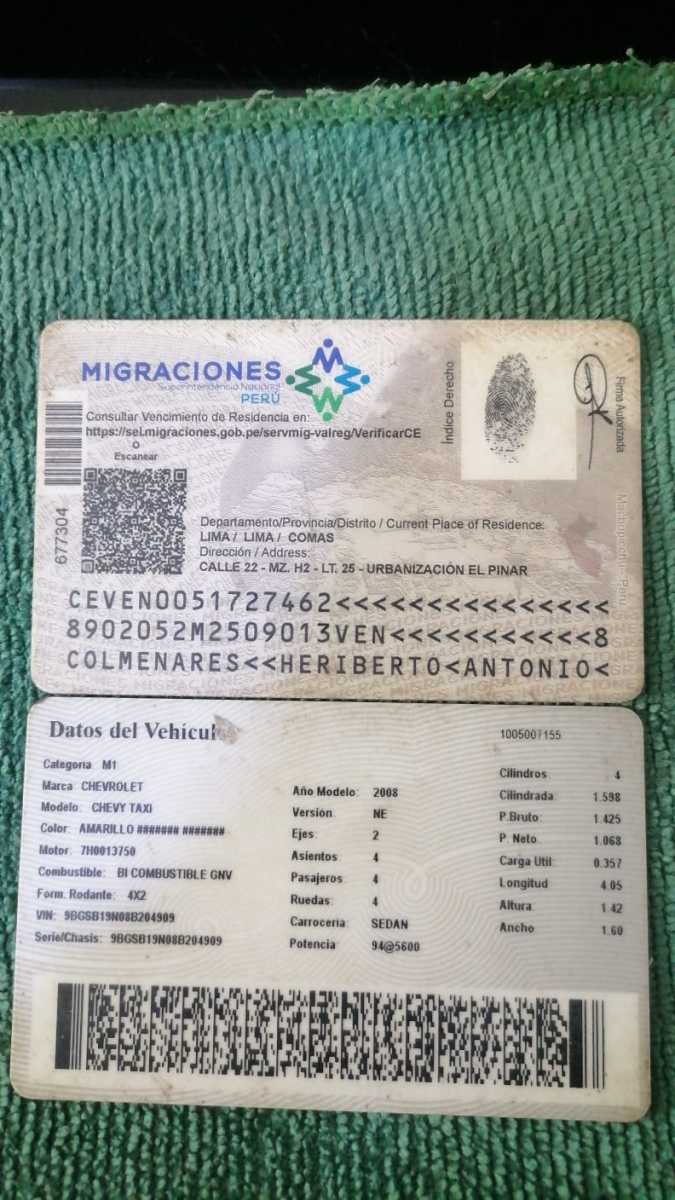 MIGRACIONES
Superintendencia Nacional
PERÚ
Consultar Vencimiento de Residencia en:
https://sel.migraciones.gob.pe/servmig-valreg/VerificarCE
O
Escanear
677304
Indice Derecho
Firma Autorizada
Departamento/Provincia/Distrito / Current Place of Residence:
LIMA / LIMA / COMAS
Dirección / Address:
CALLE 22 - MZ. H2 - LT. 25 - URBANIZACIÓN EL PINAR
CEVEN0051727462<<<<<<<<<<<<<<<
8902052M2509013VEN<<<<<<<<<<<8
COLMENARES<<HERIBERTO<ANTONIO<
Datos del Vehícul
1005007155
Categoria: M1
Marca: CHEVROLET
Modelo: CHEVY TAXI
Color: AMARILLO ####### #######
Motor: 7H0013750
Combustible: BI COMBUSTIBLE GNV
Form. Rodante: 4X2
VIN: 9BGSB19N08B204909
Serie/Chasis: 9BGSB19N08B204909
Año Modelo: 2008
Versión: NE
Ejes: 2
Asientos: 4
Pasajeros: 4
Ruedas: 4
Carroceria: SEDAN
Potencia: 94@5600
Cilindros 4
Cilindrada: 1.598
P.Bruto: 1.425
P. Neto: 1.068
Carga Util: 0.357
Longitud 4.05
Altura: 1.42
Ancho: 1.60